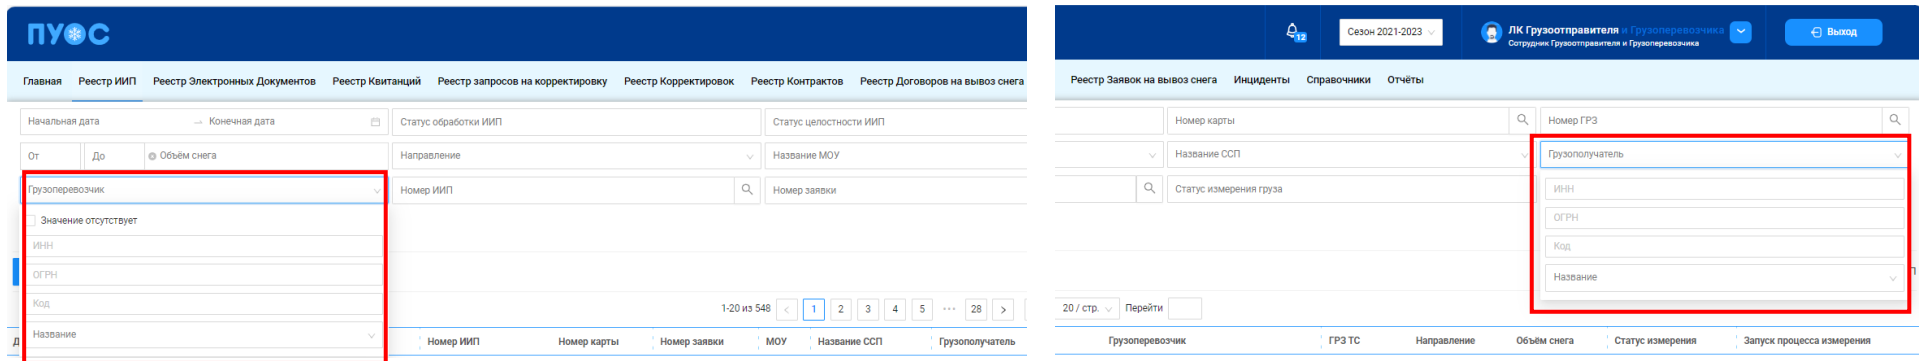 ПУОС
Главная Реестр ИИП Реестр Электронных Документов Реестр Квитанций Реестр запросов на корректировку Реестр Корректировок Реестр Контрактов Реестр Договоров на вывоз снега
Начальная дата → Конечная дата Статус обработки ИИП Статус целостности ИИП
От До Объём снега Направление Название МОУ
Грузоперевозчик Номер ИИП Номер заявки
Значение отсутствует
ИНН
ОГРН
Код
1-20 из 548 < 1 2 3 4 5 ••• 28 >
Название
Номер ИИП Номер карты Номер заявки МОУ Название ССП Грузополучатель
12 Сезон 2021-2023 ЛК Грузоотправителя и Грузоперевозчика Выход
Сотрудник Грузоотправителя и Грузоперевозчика
Реестр Заявок на вывоз снега Инциденты Справочники Отчёты
Номер карты Номер ГРЗ
Название ССП Грузополучатель
Статус измерения груза ИНН
ОГРН
Код
Название
20 / стр. Перейти
Грузоперевозчик ГРЗ ТС Направление Объём снега Статус измерения Запуск процесса измерения